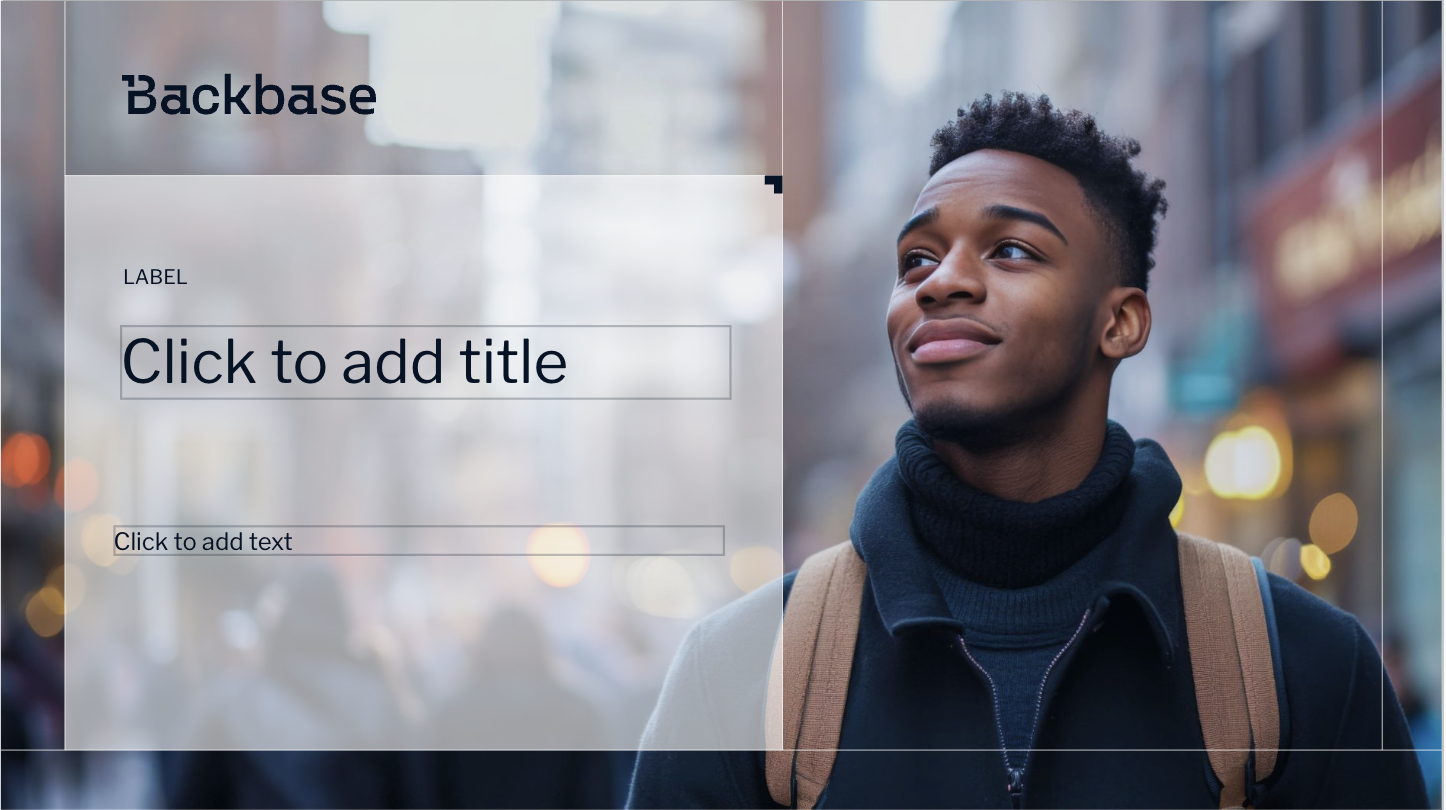 Backbase
LABEL
Click to add title
Click to add text